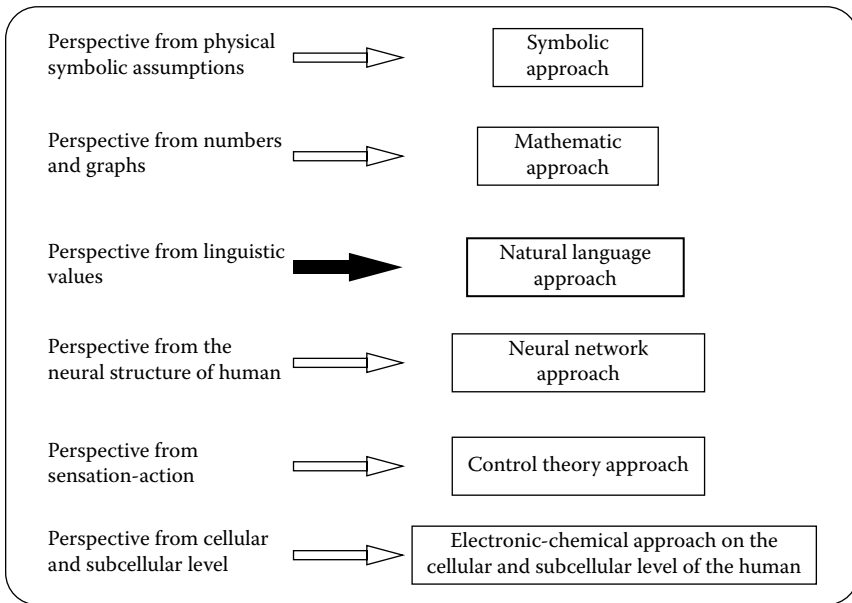 Perspective from physical
symbolic assumptions
Symbolic
approach
Perspective from numbers
and graphs
Mathematic
approach
Perspective from linguistic
values
Natural language
approach
Perspective from the
neural structure of human
Neural network
approach
Perspective from
sensation-action
Control theory approach
Perspective from cellular
and subcellular level
Electronic-chemical approach on the
cellular and subcellular level of the human